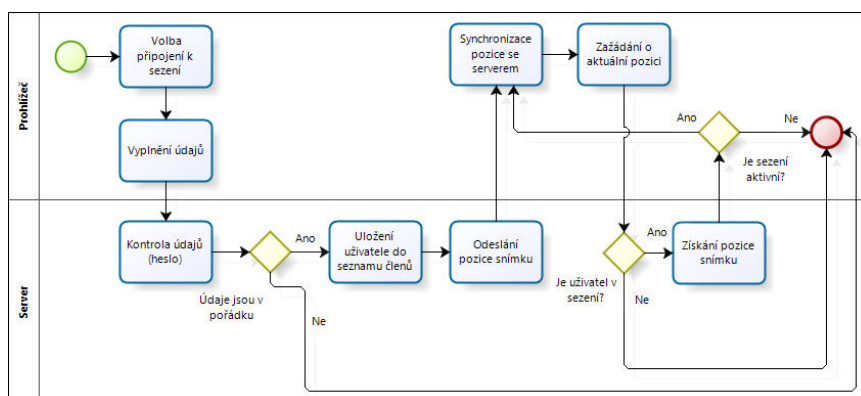 Prohlížeč
Volba
připojení k
sezení
Vyplnění údajů
Synchronizace
pozice se
serverem
Zažádání o
aktuální pozici
Ano
Ne
Je sezení
aktivní?
Server
Kontrola údajů
(heslo)
Údaje jsou v
pořádku
Ano
Ne
Uložení
uživatele do
seznamu členů
Odeslání
pozice snímku
Je uživatel v
sezení?
Ano
Ne
Získání pozice
snímku